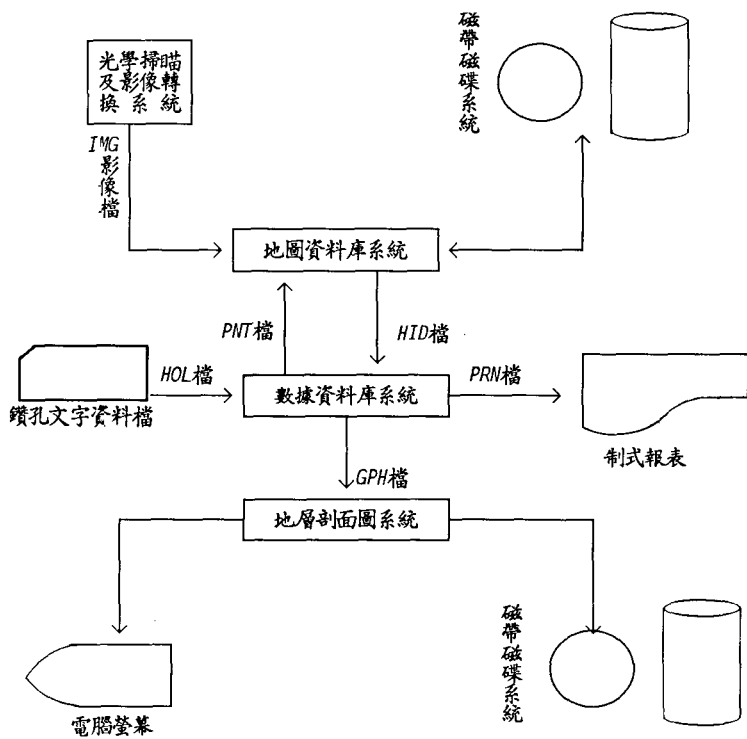 光學掃瞄
及影像轉
換系統
磁帶磁碟系統
IMG
影像檔
地圖資料庫系統
PNT檔
HID檔
HOL檔
PRN檔
鑽孔文字資料檔
數據資料庫系統
制式報表
GPH檔
地層剖面圖系統
磁帶磁碟系統
電腦螢幕